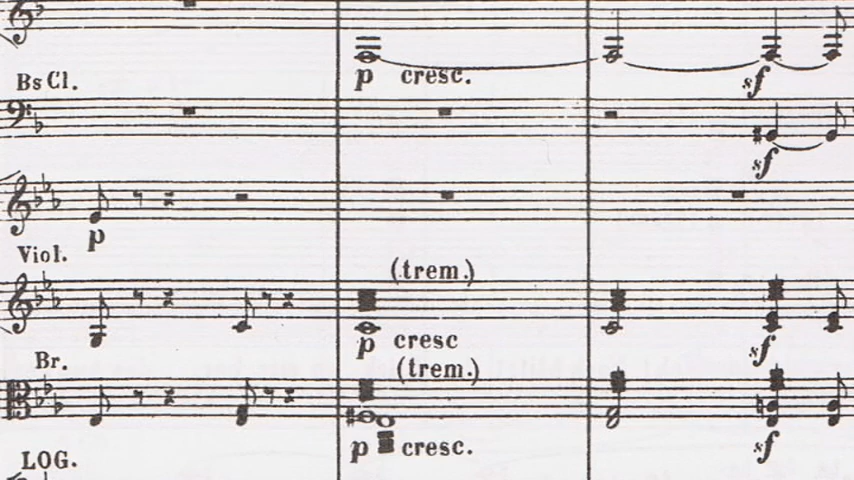 p cresc.
Bs Cl.
sf
sf
p
Viol.
(trem.)
p cresc
sf
Br.
(trem.)
p cresc.
sf
LOG.